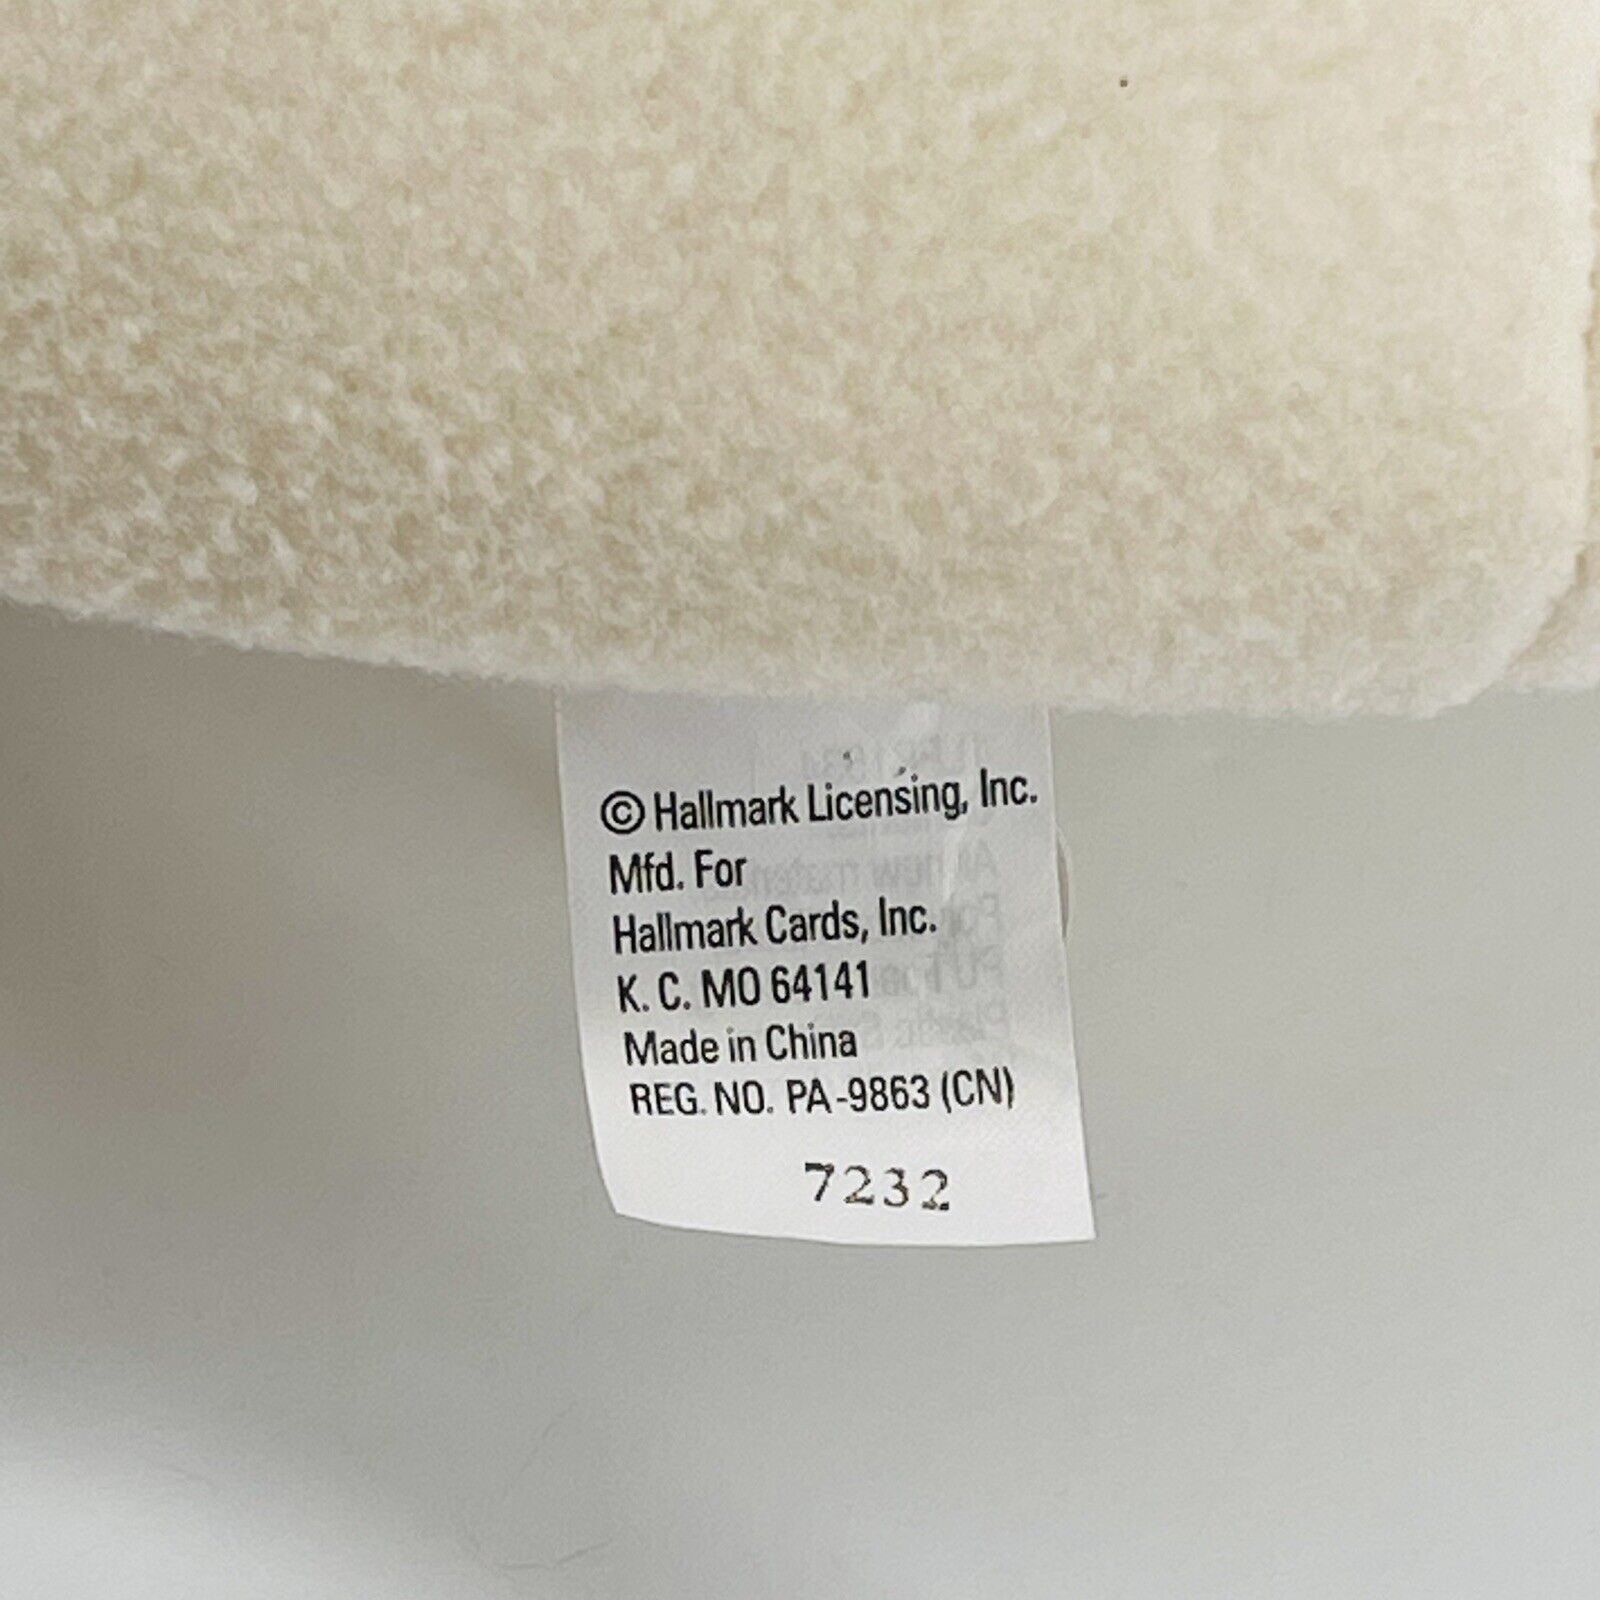 © Hallmark Licensing, Inc.
Mfd. For
Hallmark Cards, Inc.
K. C. MO 64141
Made in China
REG. NO. PA-9863 (CN)
7232